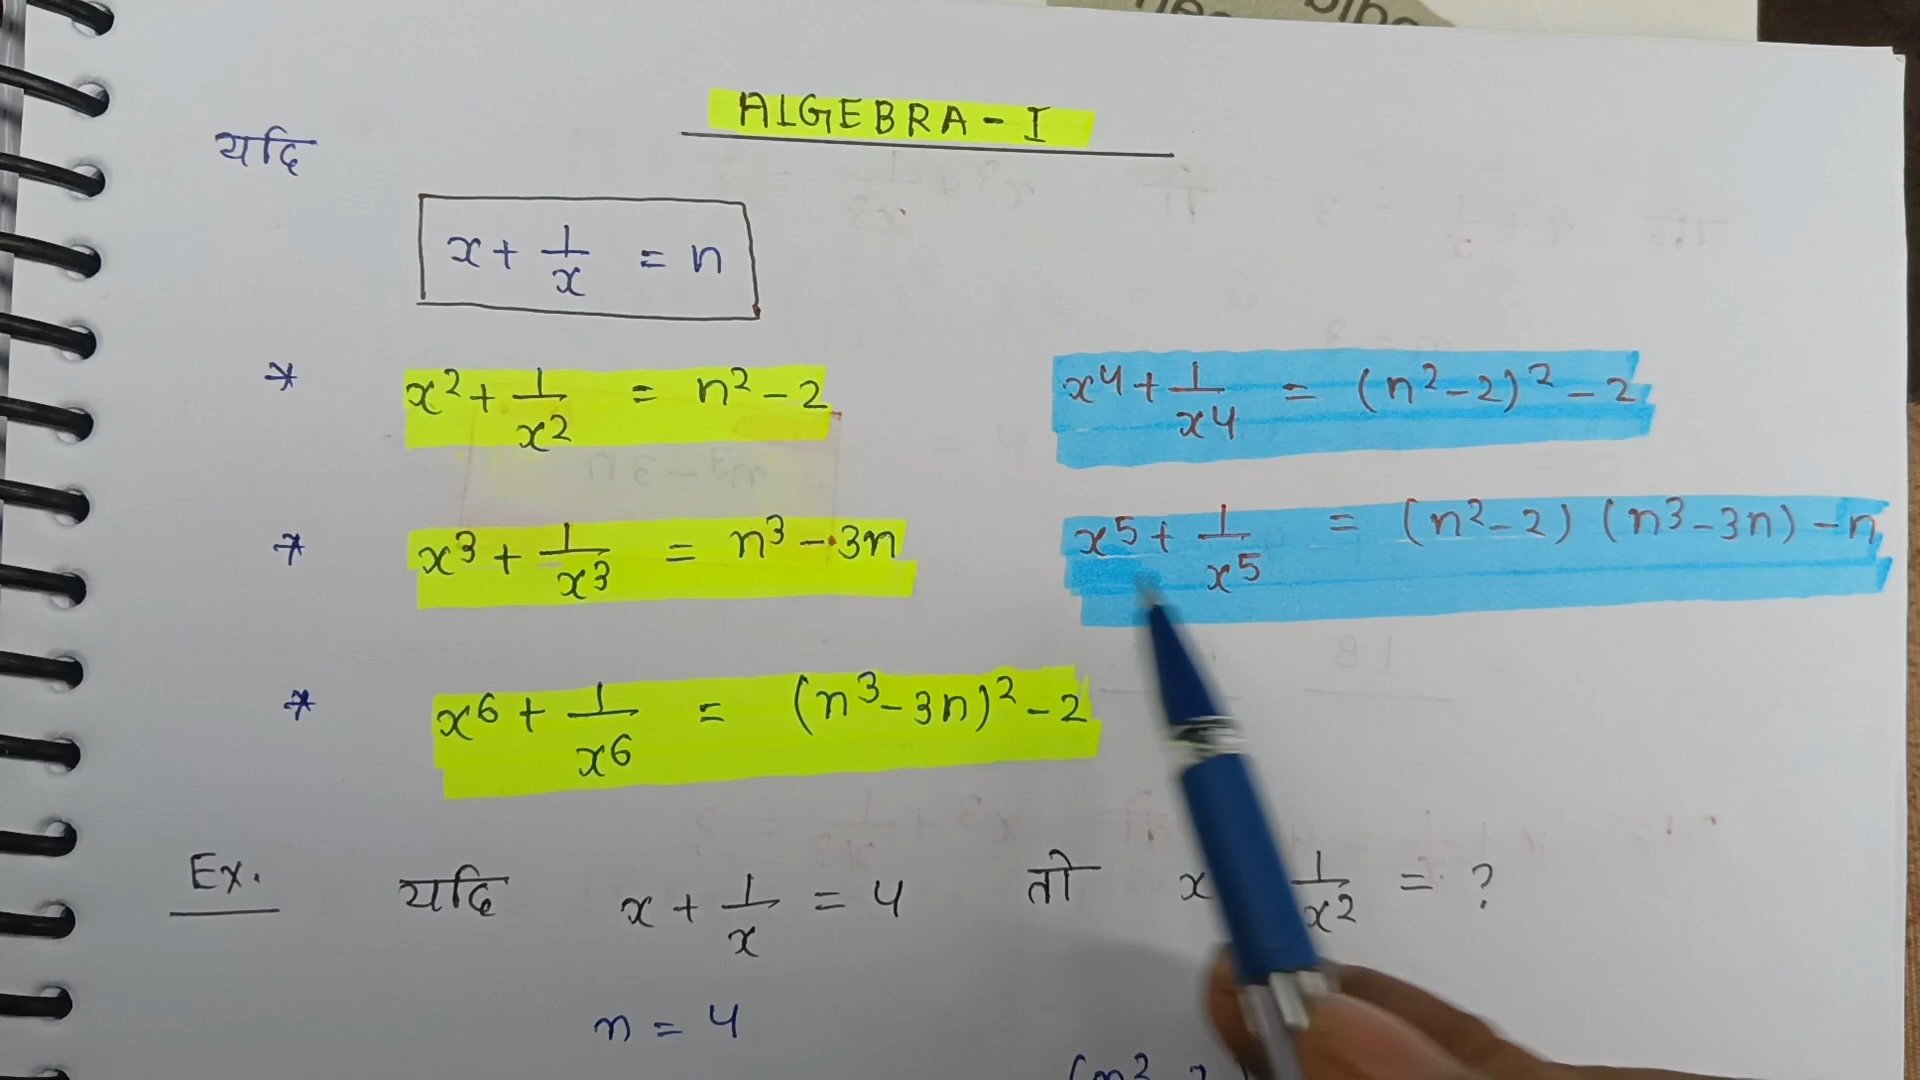 ALGEBRA - I
यदि
x + 1/x = n
* x² + 1/x² = n² - 2
x⁴ + 1/x⁴ = (n² - 2)² - 2
* x³ + 1/x³ = n³ - 3n
x⁵ + 1/x⁵ = (n² - 2) (n³ - 3n) - n
* x⁶ + 1/x⁶ = (n³ - 3n)² - 2
Ex. यदि x + 1/x = 4 तो x 1/x² = ?
n = 4